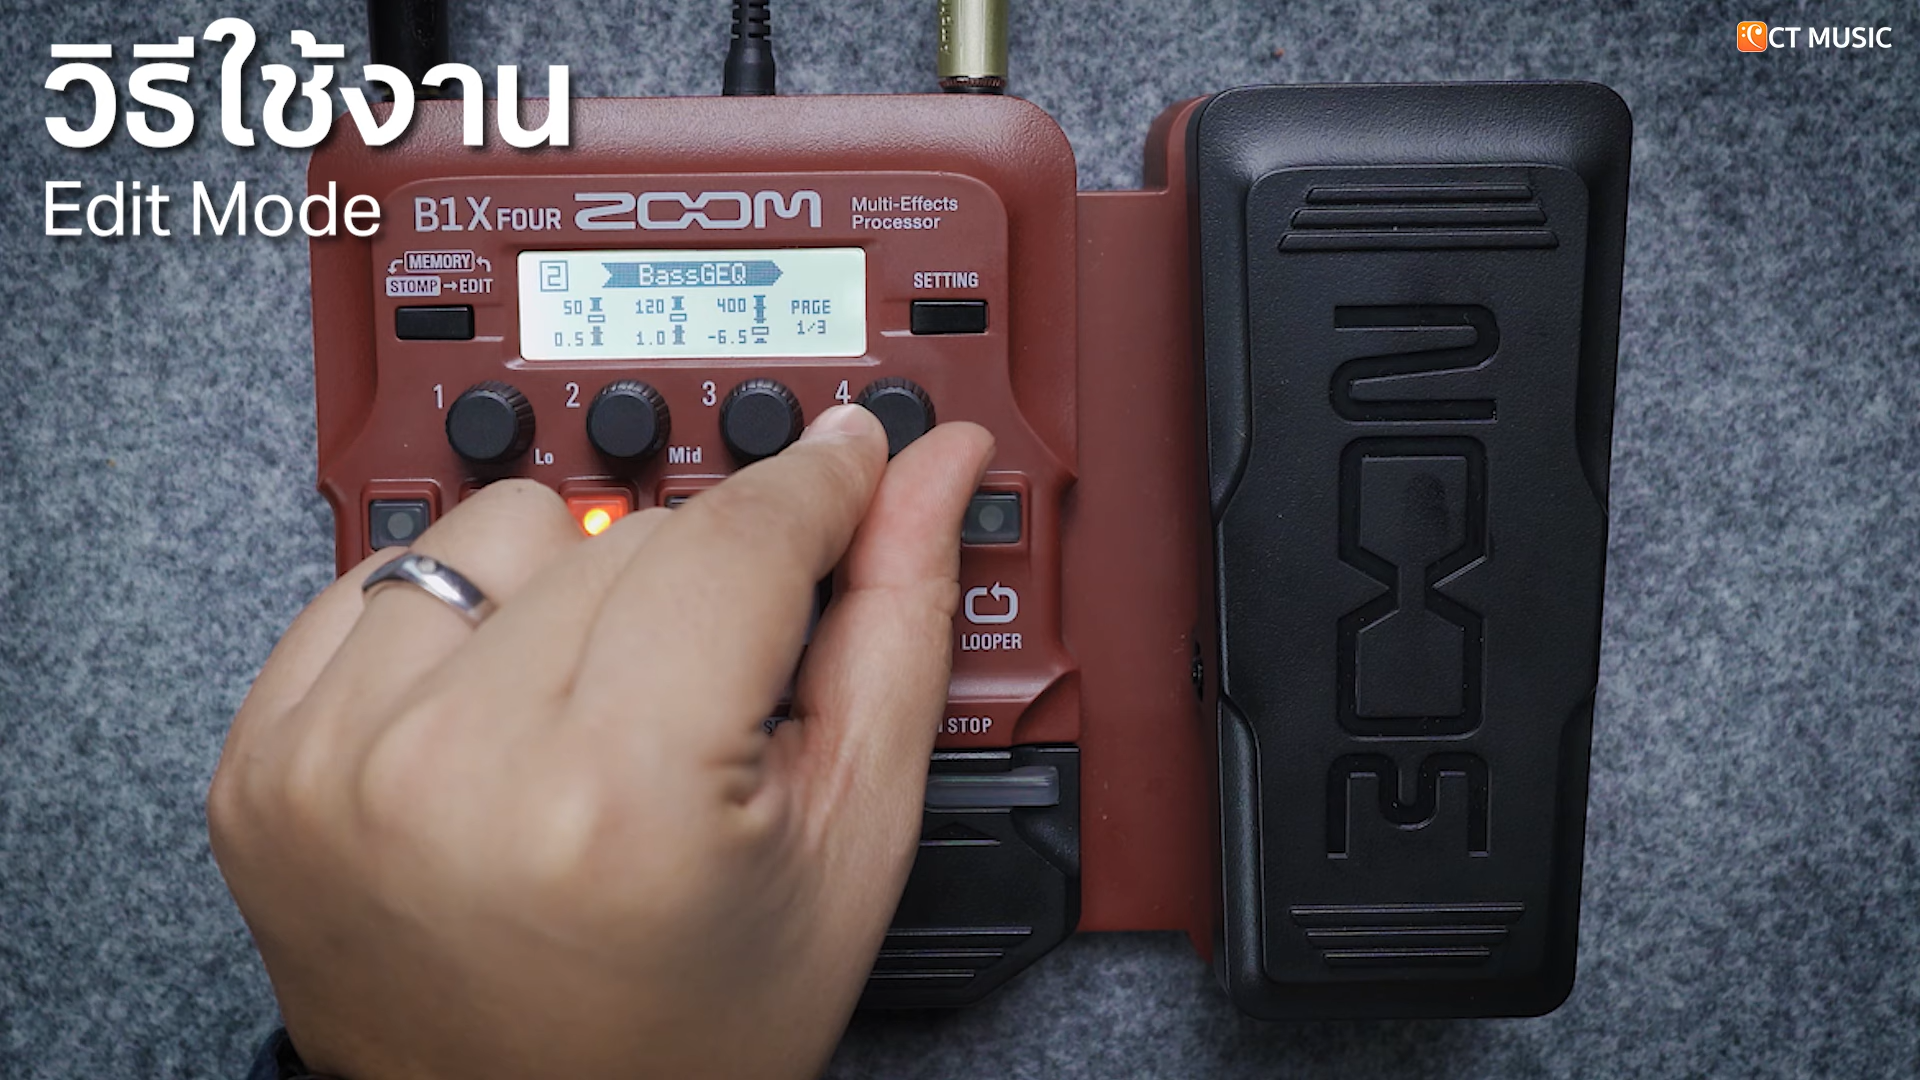 วิธีใช้งาน
Edit Mode
CT MUSIC
B1X FOUR ZOOM Multi-Effects
Processor
MEMORY
STOMP → EDIT
SETTING
2 BassGEQ
50 120 400 PAGE
0.5 1.0 -6.5 1/3
1 2 3 4
Lo Mid
LOOPER
STOP
ZOOM